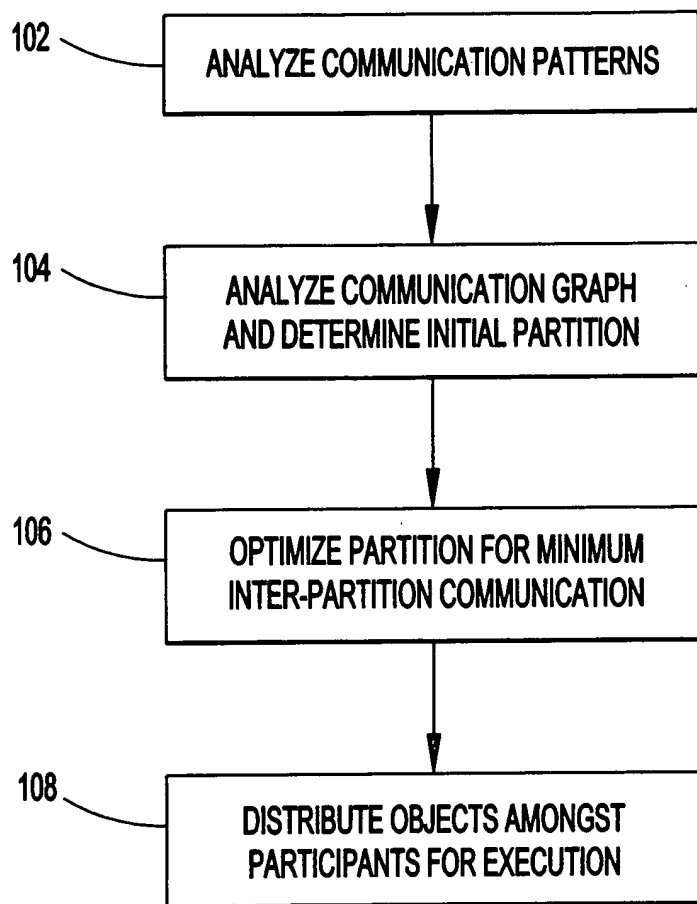 102
ANALYZE COMMUNICATION PATTERNS
104
ANALYZE COMMUNICATION GRAPH
AND DETERMINE INITIAL PARTITION
106
OPTIMIZE PARTITION FOR MINIMUM
INTER-PARTITION COMMUNICATION
108
DISTRIBUTE OBJECTS AMONGST
PARTICIPANTS FOR EXECUTION